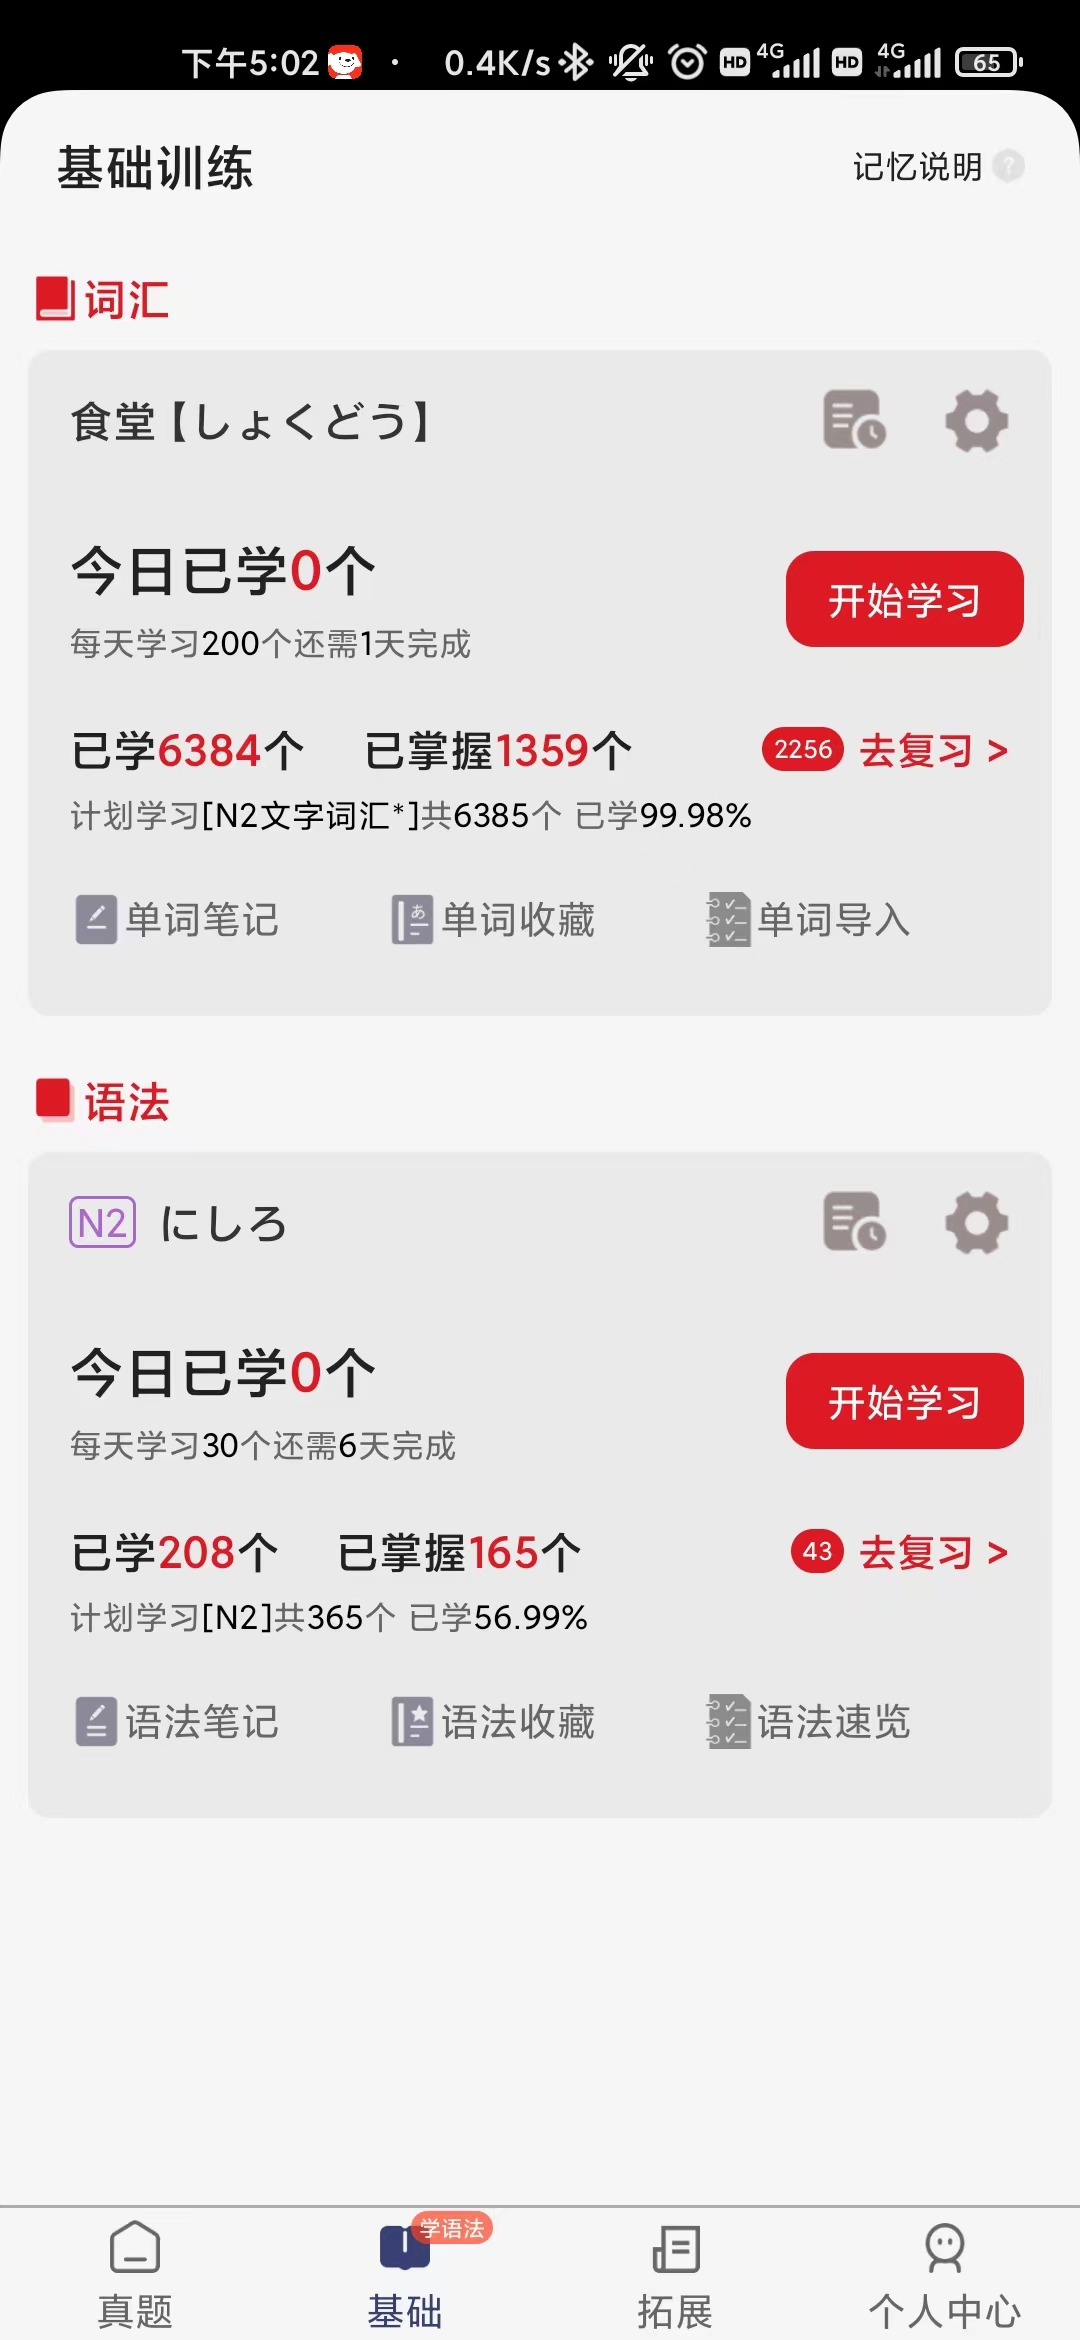 下午5:02 · 0.4K/s HD 4G HD 4G 65
基础训练 记忆说明 ?
词汇
食堂【しょくどう】
今日已学0个
开始学习
每天学习200个还需1天完成
已学6384个 已掌握1359个 2256 去复习 >
计划学习[N2文字词汇*]共6385个 已学99.98%
单词笔记 あ 单词收藏 单词导入
语法
N2 にしろ
今日已学0个
开始学习
每天学习30个还需6天完成
已学208个 已掌握165个 43 去复习 >
计划学习[N2]共365个 已学56.99%
语法笔记 语法收藏 语法速览
学语法
真题 基础 拓展 个人中心